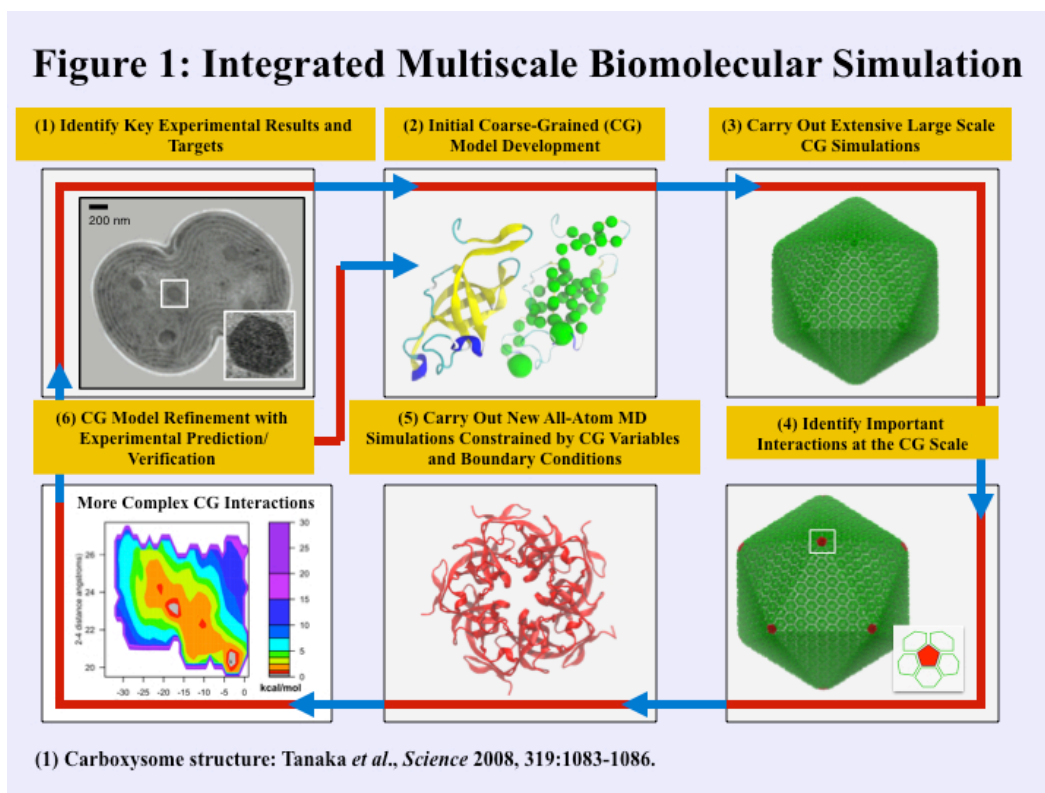 Figure 1: Integrated Multiscale Biomolecular Simulation
(1) Identify Key Experimental Results and
Targets
(2) Initial Coarse-Grained (CG)
Model Development
(3) Carry Out Extensive Large Scale
CG Simulations
200 nm
(6) CG Model Refinement with
Experimental Prediction/
Verification
(5) Carry Out New All-Atom MD
Simulations Constrained by CG Variables
and Boundary Conditions
(4) Identify Important
Interactions at the CG Scale
More Complex CG Interactions
2-4 distance angstroms)
26
24
22
20
-30 -25 -20 -15 -10 -5 0
30
25
20
15
10
5
0
kcal/mol
(1) Carboxysome structure: Tanaka et al., Science 2008, 319:1083-1086.